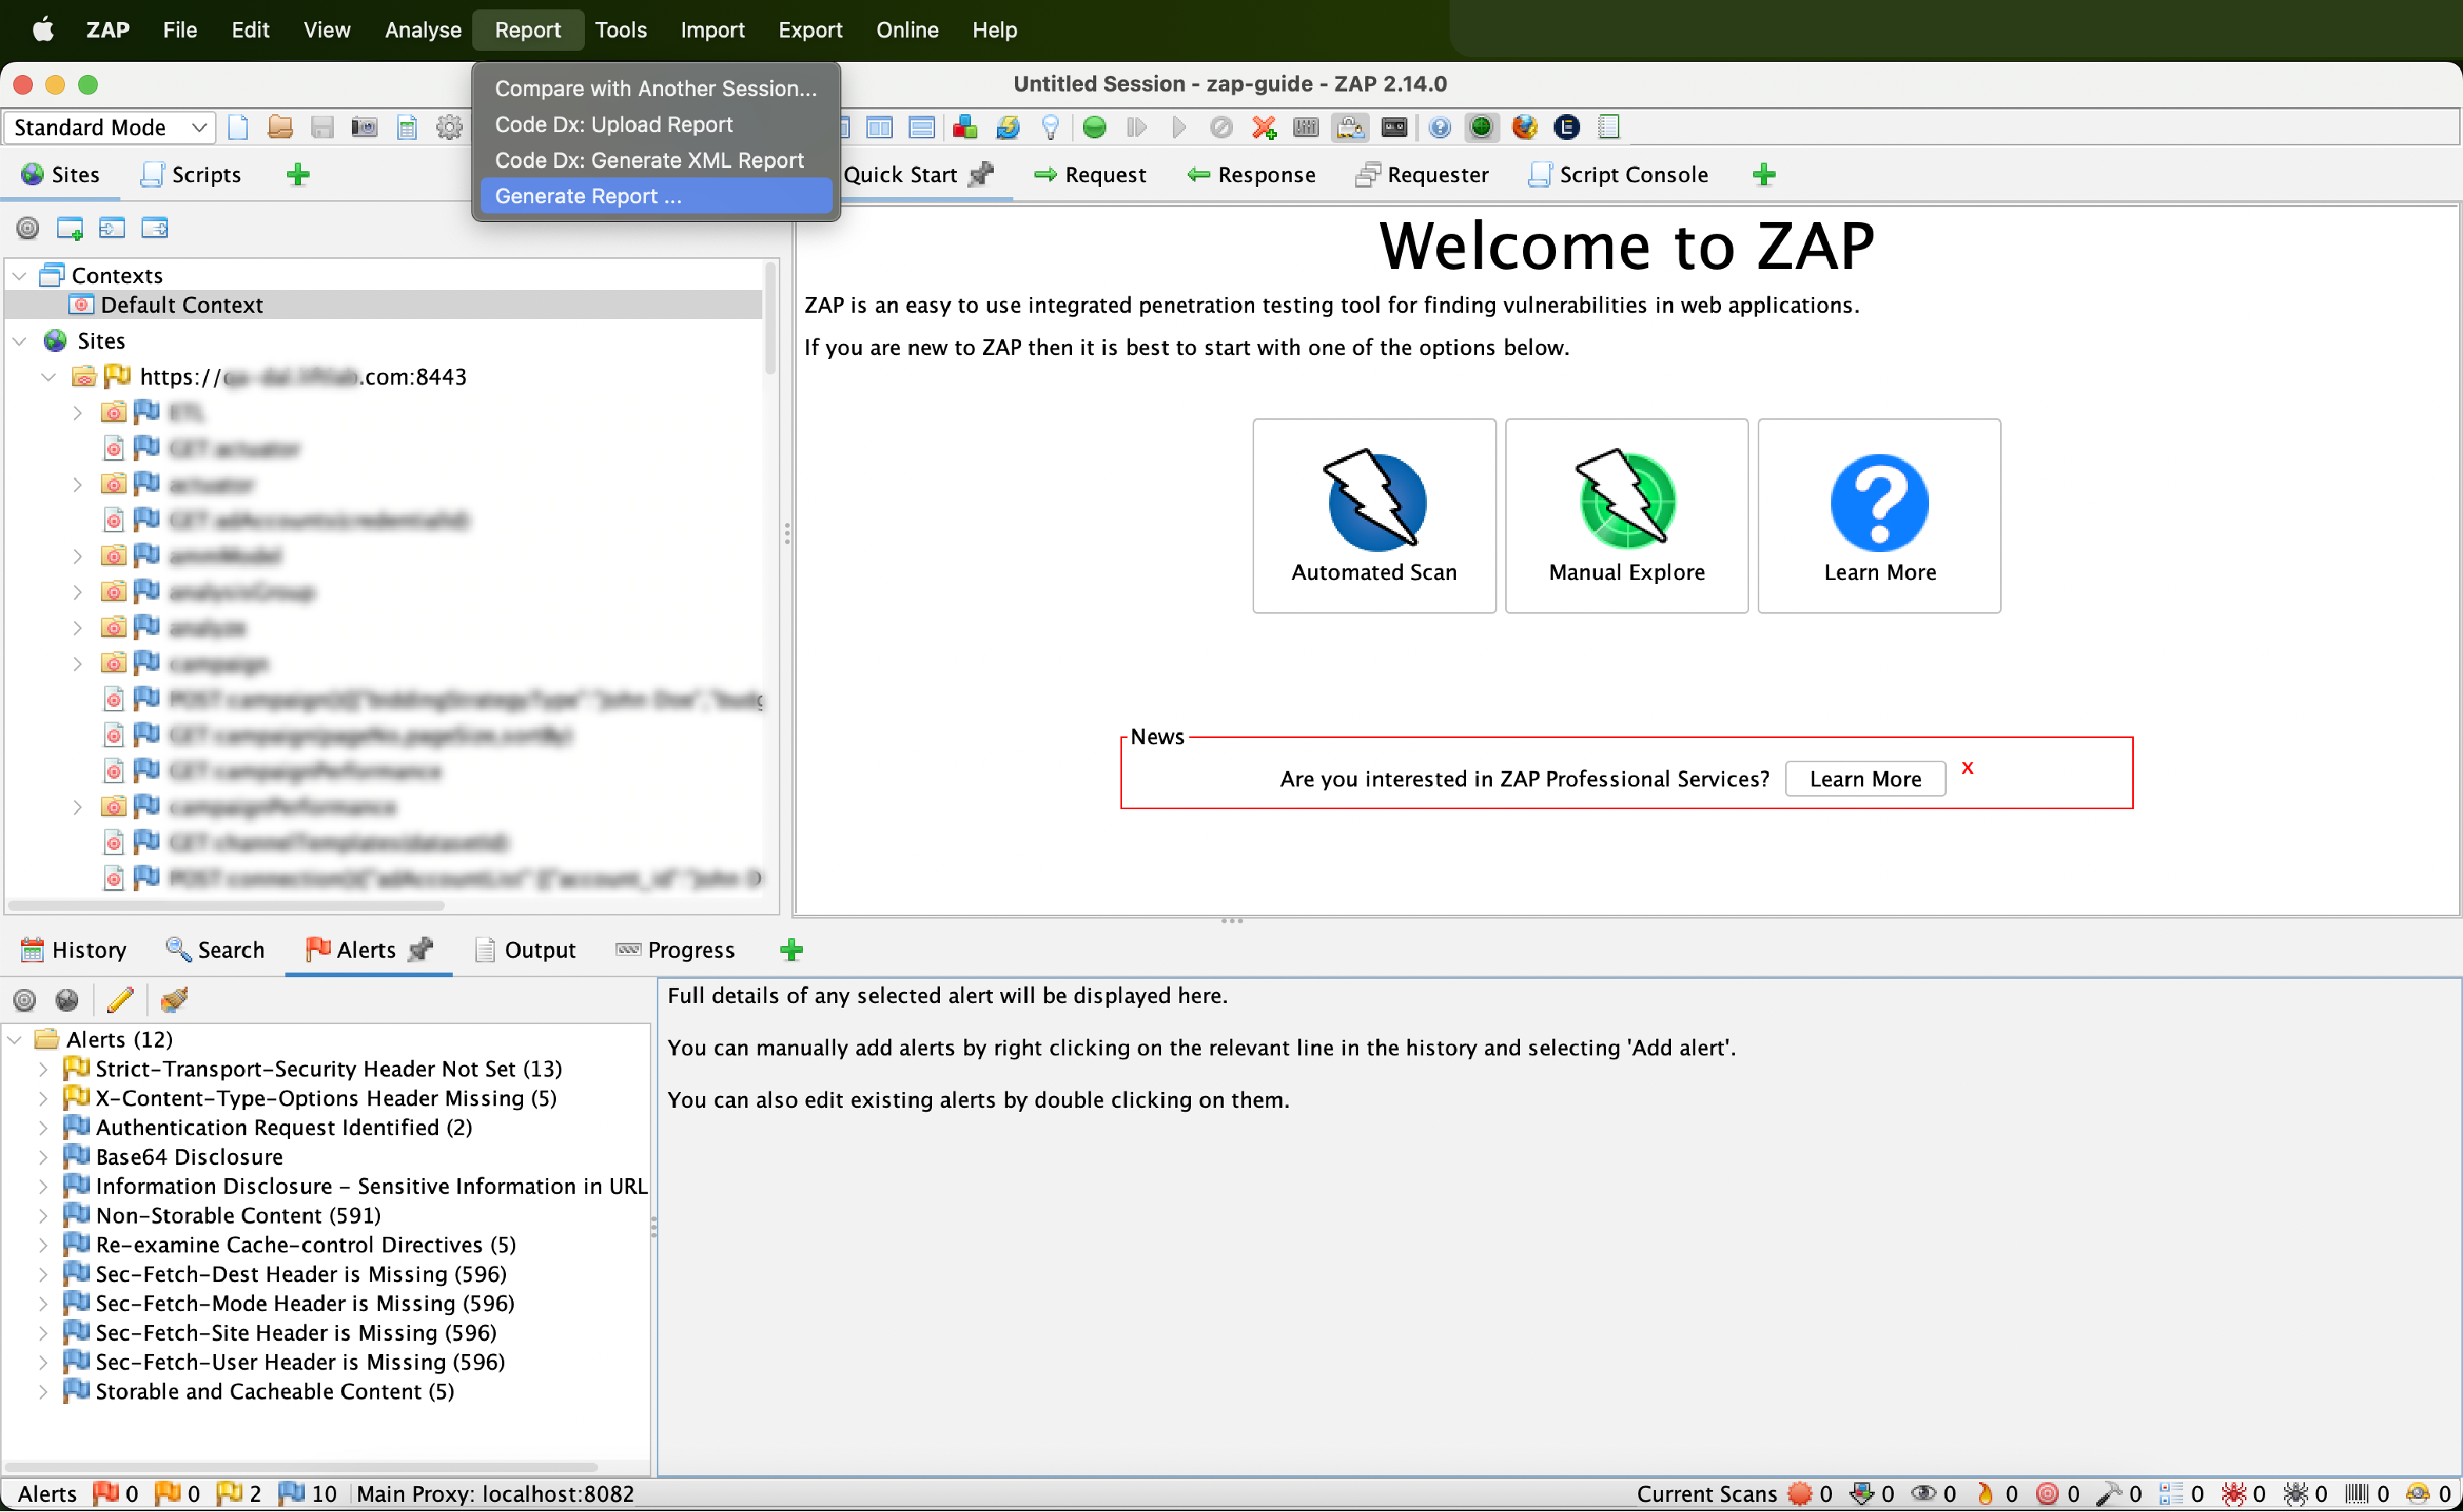 ZAP File Edit View Analyse Report Tools Import Export Online Help
Compare with Another Session...
Code Dx: Upload Report
Code Dx: Generate XML Report
Generate Report ...
Untitled Session - zap-guide - ZAP 2.14.0
Standard Mode
Sites Scripts
Quick Start Request Response Requester Script Console
Contexts
Default Context
Sites
https:// .com:8443
Welcome to ZAP
ZAP is an easy to use integrated penetration testing tool for finding vulnerabilities in web applications.
If you are new to ZAP then it is best to start with one of the options below.
Automated Scan Manual Explore Learn More
News
Are you interested in ZAP Professional Services? Learn More x
History Search Alerts Output Progress
Alerts (12)
Strict-Transport-Security Header Not Set (13)
X-Content-Type-Options Header Missing (5)
Authentication Request Identified (2)
Base64 Disclosure
Information Disclosure - Sensitive Information in URL
Non-Storable Content (591)
Re-examine Cache-control Directives (5)
Sec-Fetch-Dest Header is Missing (596)
Sec-Fetch-Mode Header is Missing (596)
Sec-Fetch-Site Header is Missing (596)
Sec-Fetch-User Header is Missing (596)
Storable and Cacheable Content (5)
Full details of any selected alert will be displayed here.
You can manually add alerts by right clicking on the relevant line in the history and selecting 'Add alert'.
You can also edit existing alerts by double clicking on them.
Alerts 0 0 2 10 Main Proxy: localhost:8082
Current Scans 0 0 0 0 0 0 0 0 0 0 0